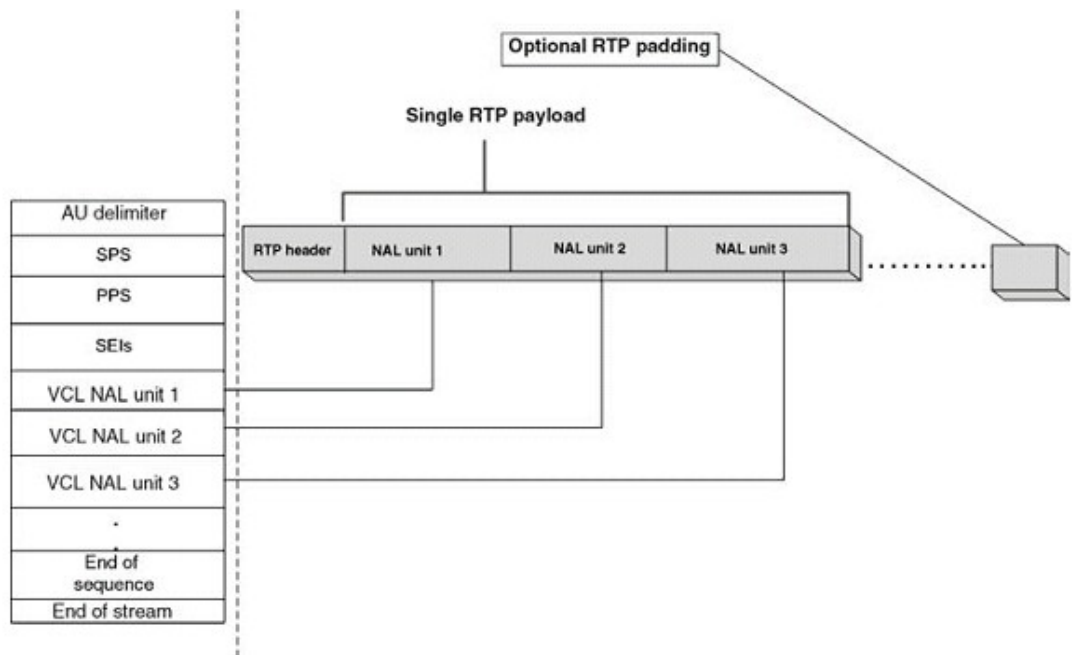 Optional RTP padding
Single RTP payload
AU delimiter
SPS
PPS
SEIs
VCL NAL unit 1
VCL NAL unit 2
VCL NAL unit 3
.
.
End of
sequence
End of stream
RTP header NAL unit 1 NAL unit 2 NAL unit 3